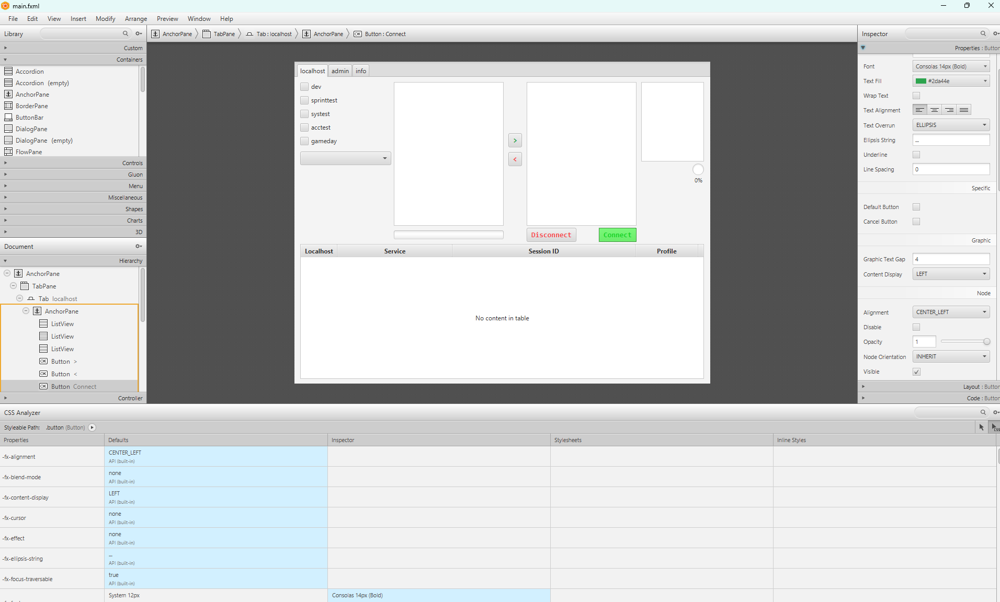 main.fxml
File Edit View Insert Modify Arrange Preview Window Help
Library
Custom
Containers
Accordion
Accordion (empty)
AnchorPane
BorderPane
ButtonBar
DialogPane
DialogPane (empty)
FlowPane
Controls
Gluon
Menu
Miscellaneous
Shapes
Charts
3D
Document
Hierarchy
AnchorPane
TabPane
Tab localhost
AnchorPane
ListView
ListView
ListView
Button >
Button <
OK Button Connect
Controller
AnchorPane TabPane Tab : localhost AnchorPane OK Button : Connect
localhost admin info
dev
sprinttest
systest
acctest
gameday
>
<
0%
Disconnect Connect
Localhost Service Session ID Profile
No content in table
Inspector
Properties : Button
Font Consolas 14px (Bold)
Text Fill #2da44e
Wrap Text
Text Alignment
Text Overrun ELLIPSIS
Ellipsis String ...
Underline
Line Spacing 0
Specific
Default Button
Cancel Button
Graphic
Graphic Text Gap 4
Content Display LEFT
Node
Alignment CENTER_LEFT
Disable
Opacity 1
Node Orientation INHERIT
Visible
Layout : Button
Code : Button
CSS Analyzer
Styleable Path: .button (Button)
CSS
Properties Defaults Inspector Stylesheets Inline Styles
-fx-alignment CENTER_LEFT
API (built-in)
-fx-blend-mode none
API (built-in)
-fx-content-display LEFT
API (built-in)
-fx-cursor none
API (built-in)
-fx-effect none
API (built-in)
-fx-ellipsis-string ...
API (built-in)
-fx-focus-traversable true
API (built-in)
System 12px Consolas 14px (Bold)